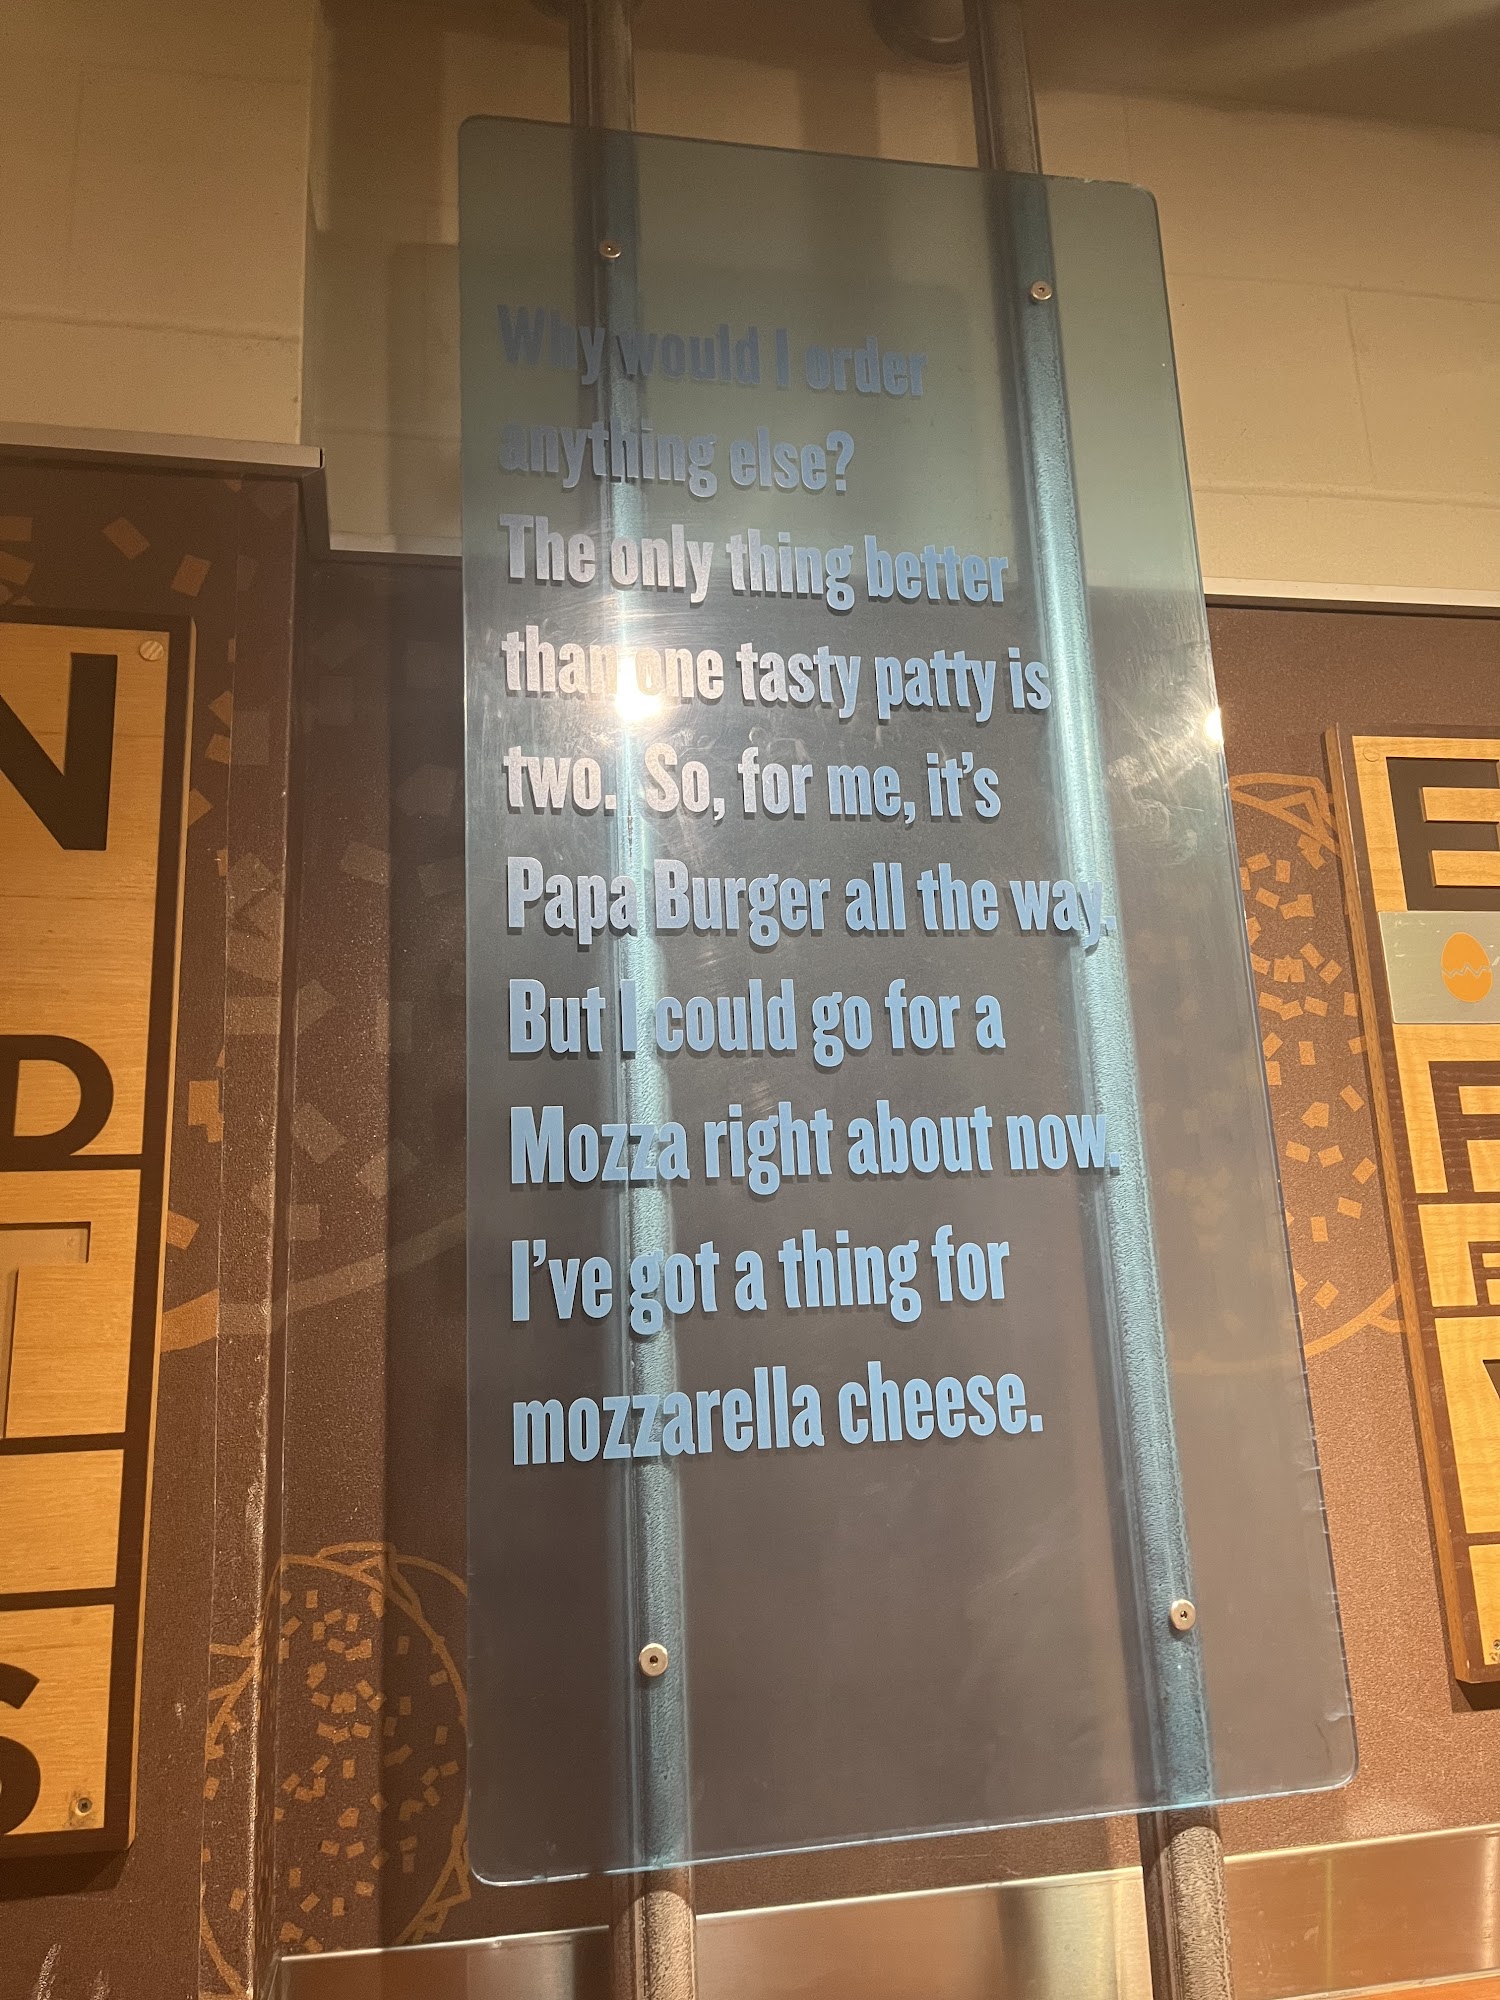 Why would I order
anything else?
The only thing better
than one tasty patty is
two. So, for me, it's
Papa Burger all the way.
But I could go for a
Mozza right about now.
I've got a thing for
mozzarella cheese.
N
D
S
E